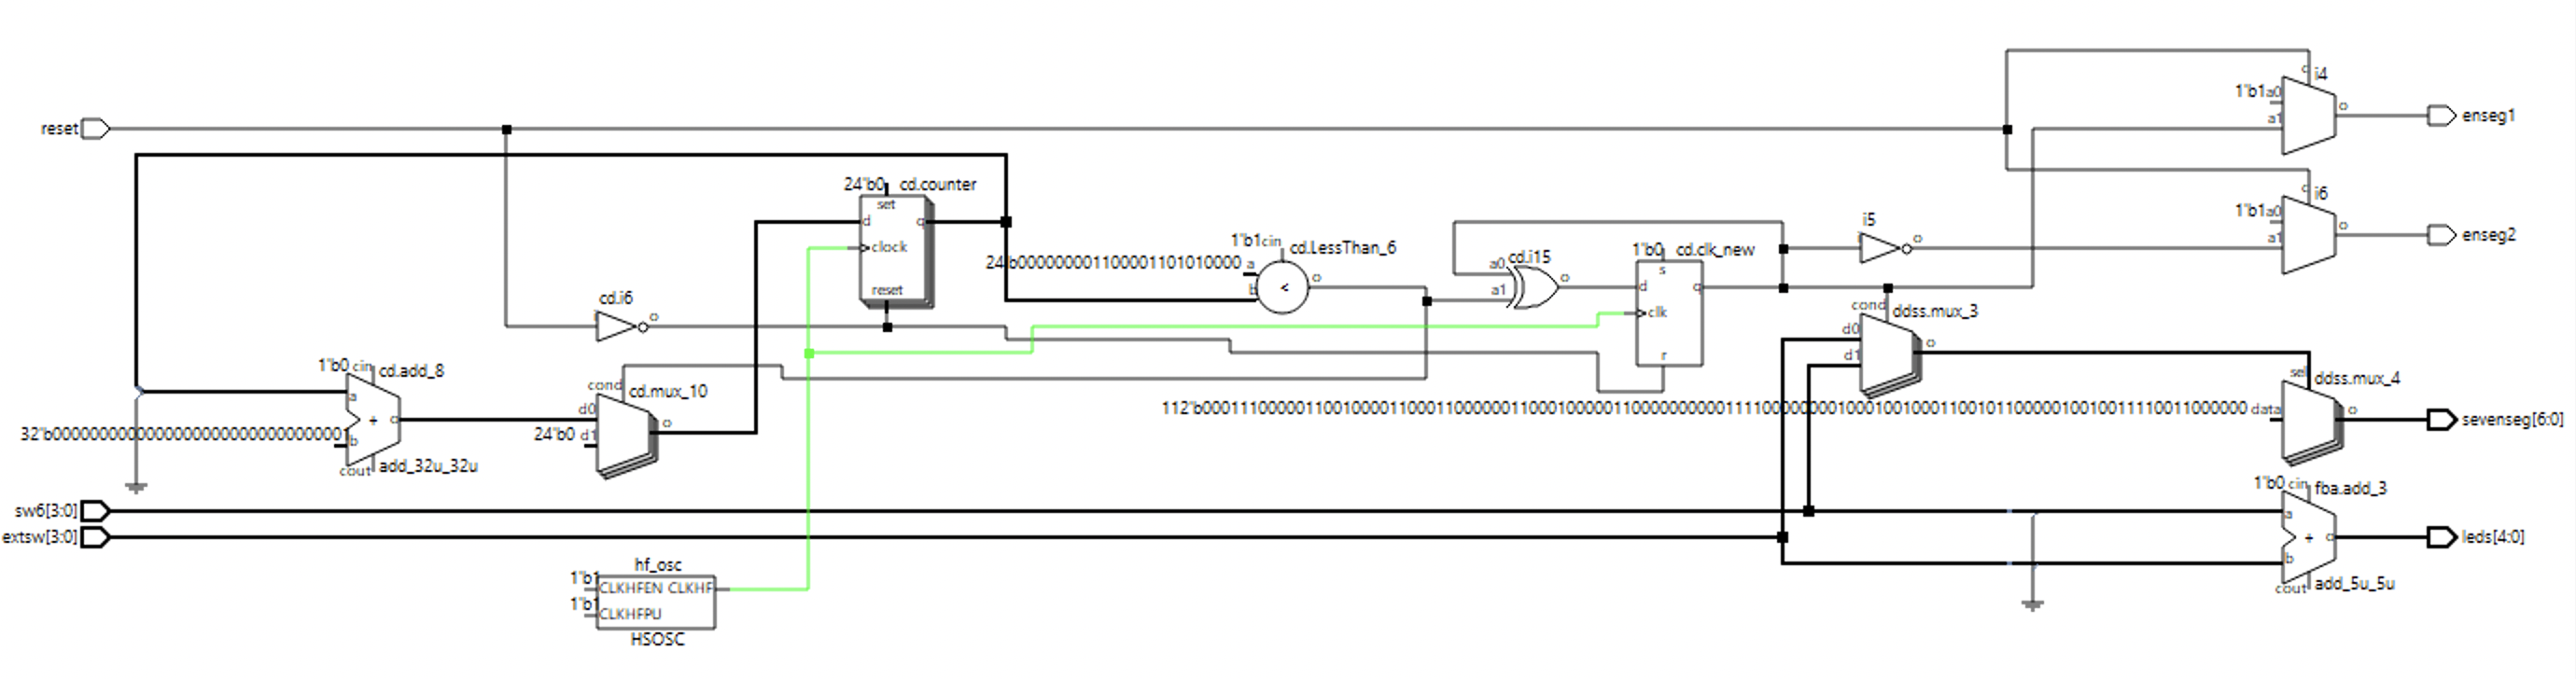 c i4
1'b1 a0
o
reset
a1
enseg1
24'b0 cd.counter
set
d q
clock
reset
c i6
1'b1 a0
o
a1
enseg2
i5
o
1'b1 cin cd.LessThan_6
24'b000000001100001101010000 a
b
<
o
cd.i15
a0
a1
o
1'b0 cd.clk_new
s
d q
clk
r
cd.i6
o
cond ddss.mux_3
d0
d1
o
1'b0 cin cd.add_8
a
+
o
32'b00000000000000000000000000000001 b
cout add_32u_32u
cond cd.mux_10
d0
24'b0 d1
o
sel ddss.mux_4
112'b0001110000011001000011000110000001100010000011000000000011110000000010001001000110010110000010010011110011000000 data
o
sevenseg[6:0]
sw6[3:0]
extsw[3:0]
1'b0 cin fba.add_3
a
+
o
b
leds[4:0]
cout add_5u_5u
hf_osc
1'b1 CLKHFEN CLKHF
1'b1 CLKHFPU
HSOSC